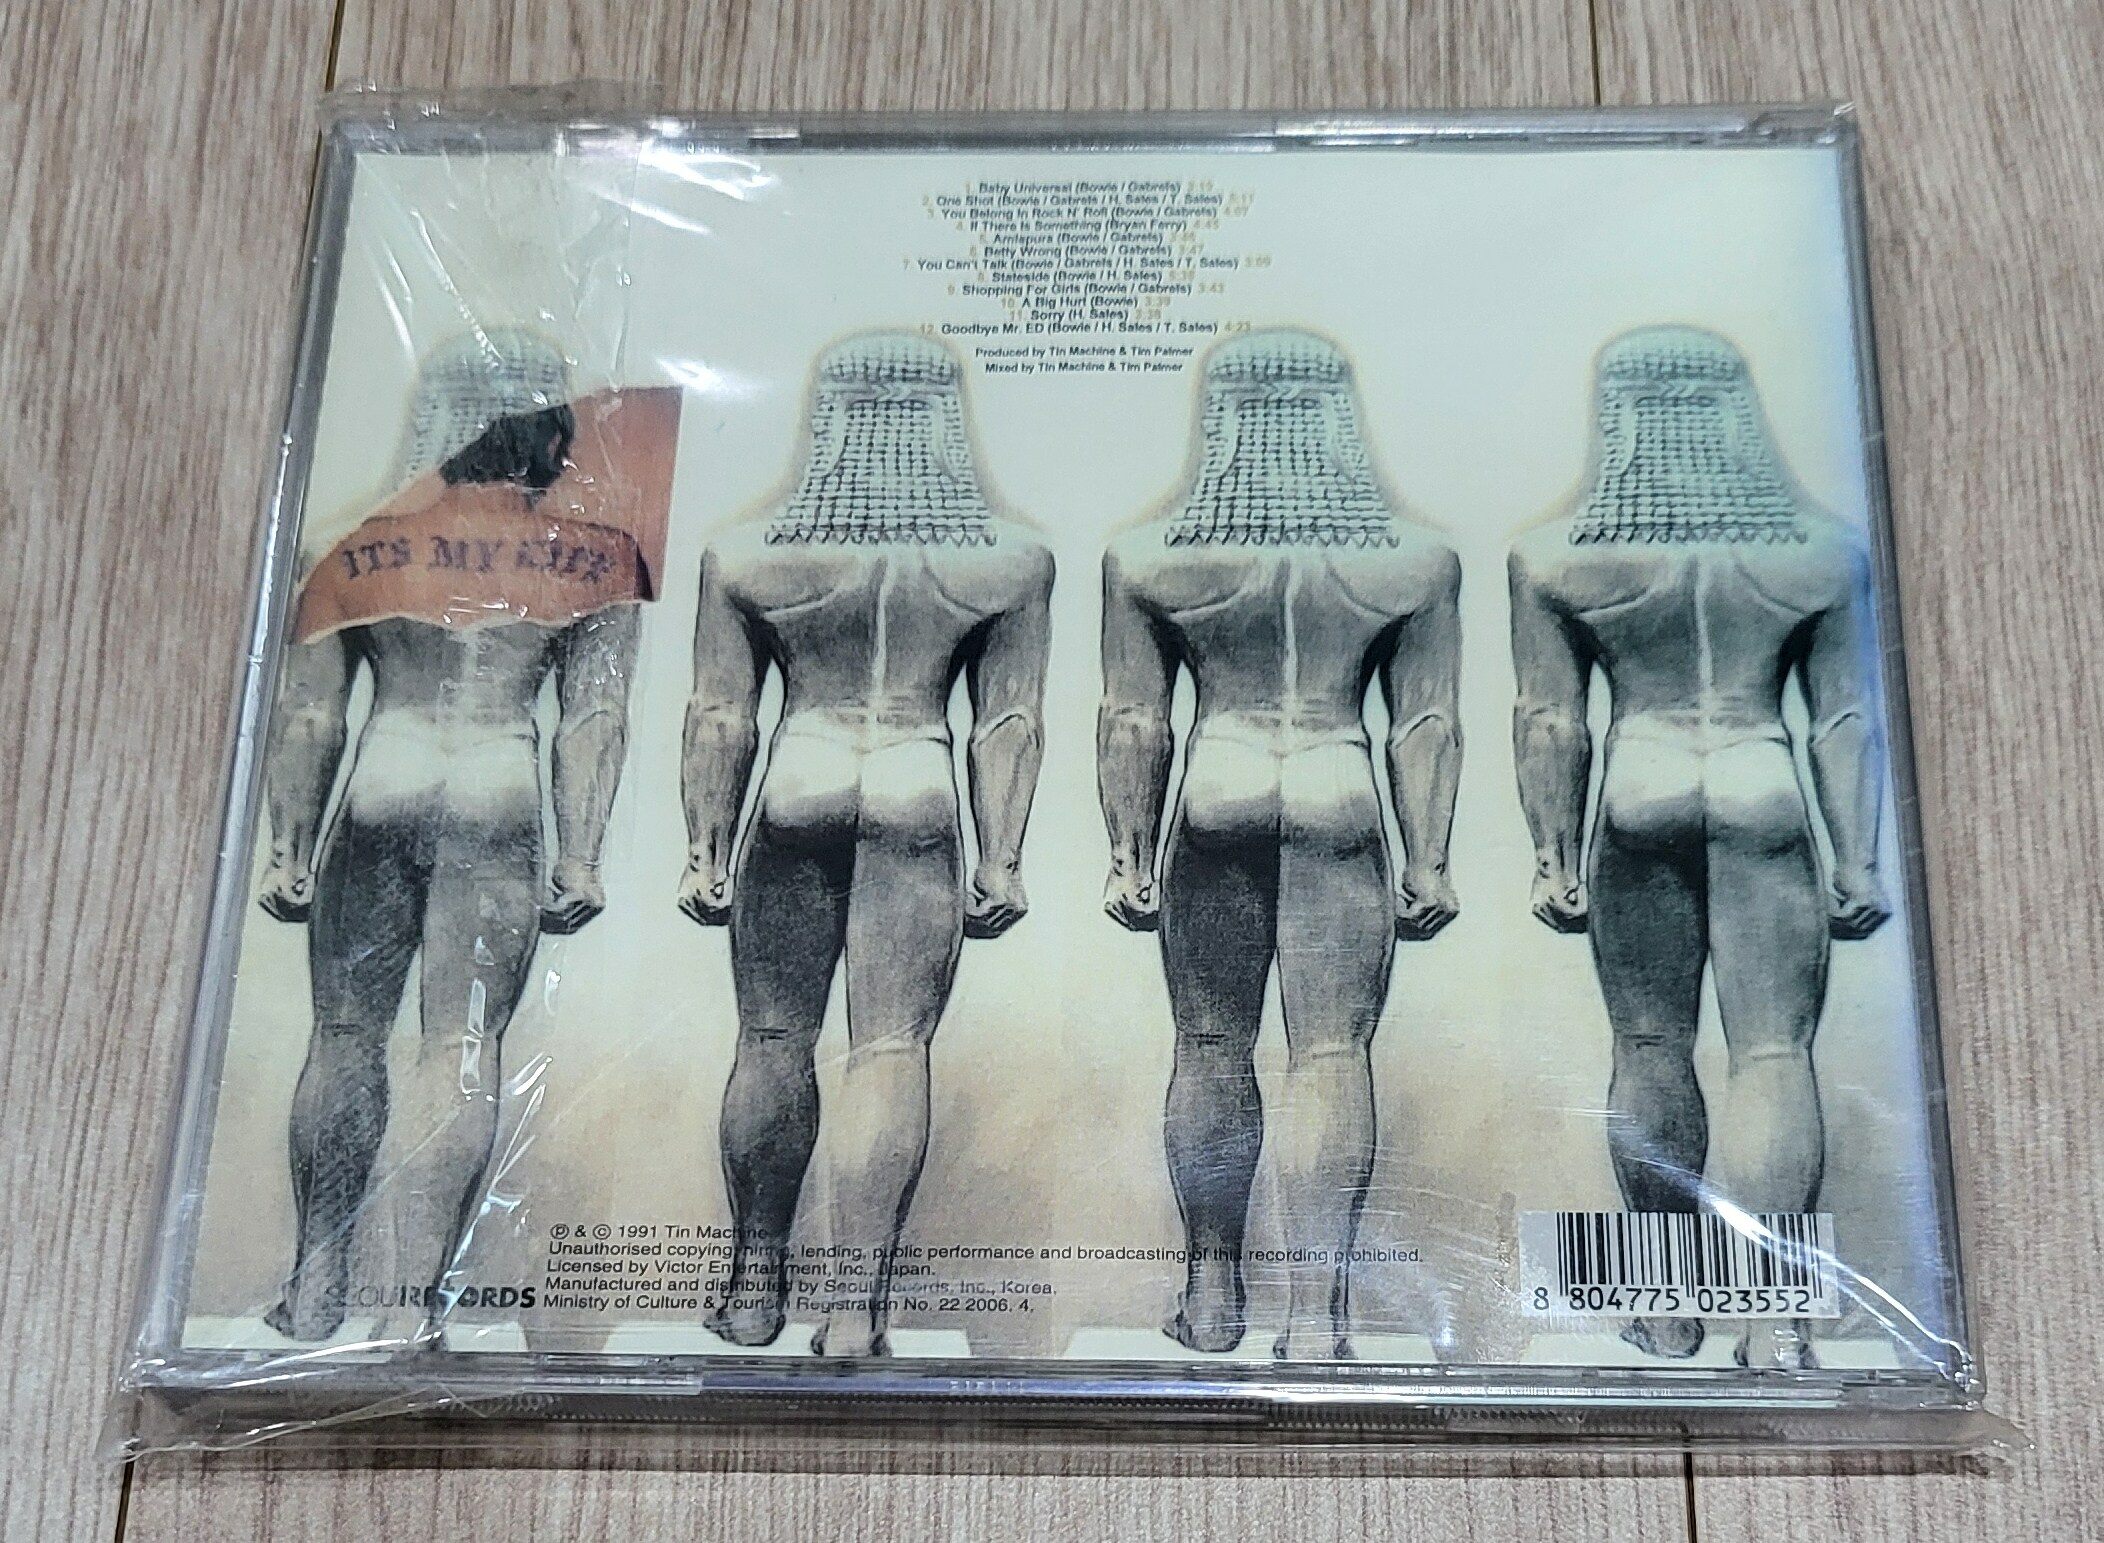 1. Baby Universal (Bowie / Gabrels) 3:19
2. One Shot (Bowie / Gabrels / H. Sales / T. Sales) 5:11
3. You Belong In Rock N' Roll (Bowie / Gabrels) 4:07
4. If There Is Something (Bryan Ferry) 4:45
5. Amlapura (Bowie / Gabrels) 3:46
6. Betty Wrong (Bowie / Gabrels) 3:47
7. You Can't Talk (Bowie / Gabrels / H. Sales / T. Sales) 3:09
8. Stateside (Bowie / H. Sales) 5:38
9. Shopping For Girls (Bowie / Gabrels) 3:43
10. A Big Hurt (Bowie) 3:39
11. Sorry (H. Sales) 3:38
12. Goodbye Mr. ED (Bowie / H. Sales / T. Sales) 4:23
Produced by Tin Machine & Tim Palmer
Mixed by Tin Machine & Tim Palmer
ITS MY LIFE
℗ & © 1991 Tin Machine
Unauthorised copying, hiring, lending, public performance and broadcasting of this recording prohibited.
Licensed by Victor Entertainment, Inc., Japan.
Manufactured and distributed by Seoul Records, Inc., Korea.
SEOULRECORDS Ministry of Culture & Tourism Registration No. 22 2006, 4,
8 804775 023552